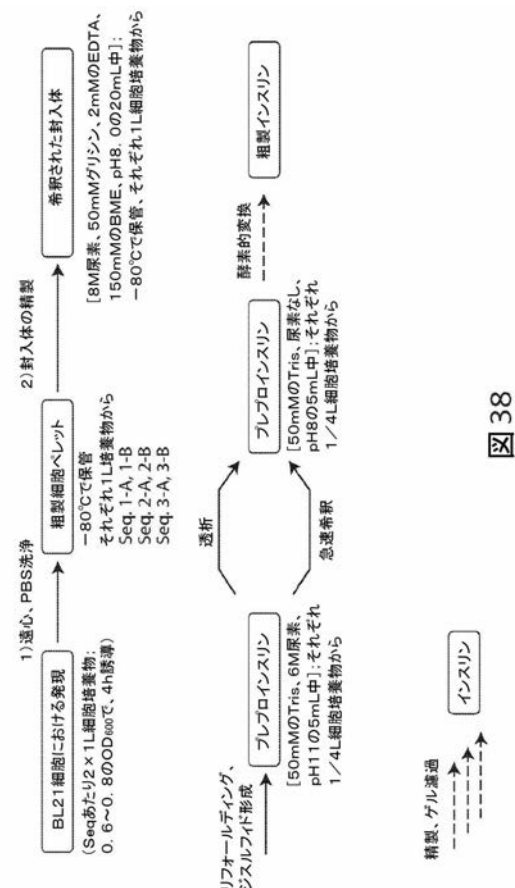 BL21細胞における発現
(Seqあたり2×1L細胞培養物;
0.6~0.8のOD600で、4h誘導)
1)遠心、PBS洗浄
粗製細胞ペレット
-80℃で保管
それぞれ1L培養物から
Seq. 1-A, 1-B
Seq. 2-A, 2-B
Seq. 3-A, 3-B
2)封入体の精製
希釈された封入体
[8M尿素、50mMグリシン、2mMのEDTA、
150mMのBME、pH8.0の20mL中];
-80℃で保管、それぞれ1L細胞培養物から
リフォールディング、
ジスルフィド形成
プレプロインスリン
[50mMのTris、6M尿素、
pH11の5mL中];それぞれ
1/4L細胞培養物から
透析
急速希釈
プレプロインスリン
[50mMのTris、尿素なし、
pH8の5mL中];それぞれ
1/4L細胞培養物から
酵素的変換
粗製インスリン
精製、ゲル濾過
インスリン
図 38